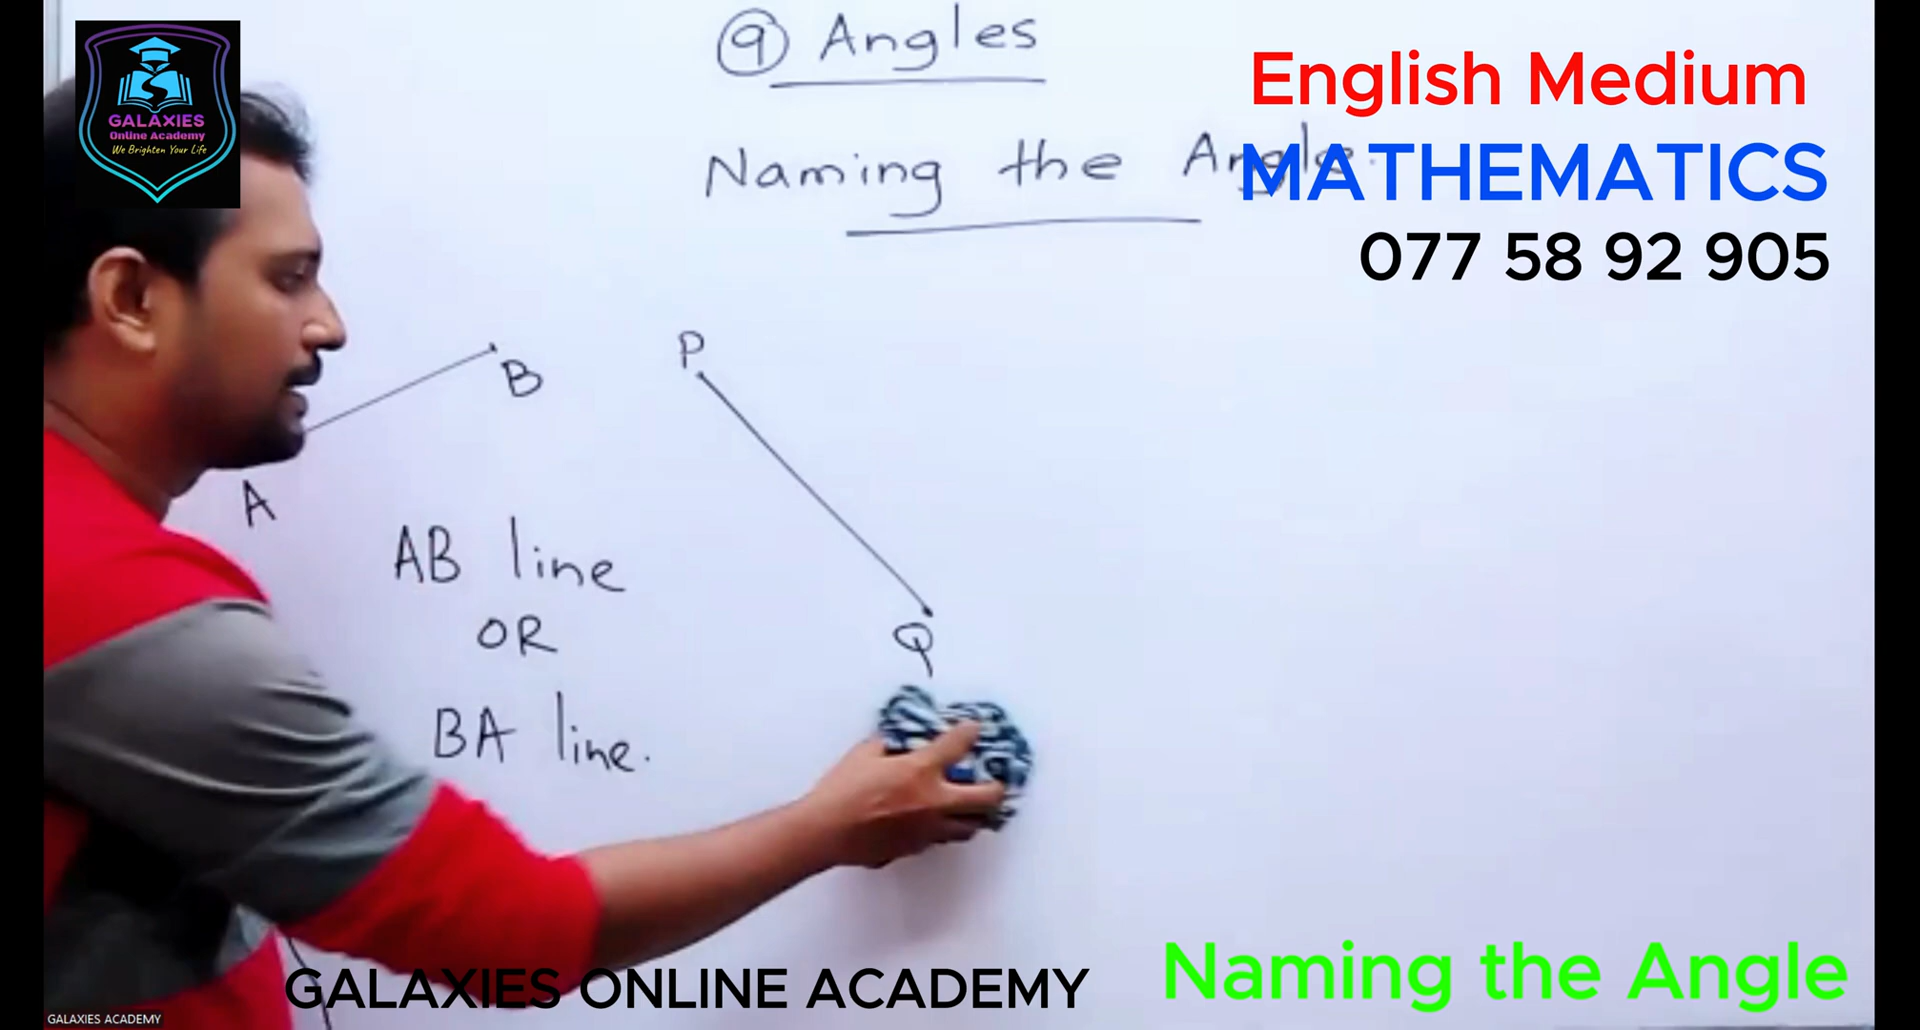 GALAXIES
Online Academy
We Brighten Your Life
9 Angles
Naming the Angle.
English Medium
MATHEMATICS
077 58 92 905
B
A
P
Q
AB line
OR
BA line.
GALAXIES ONLINE ACADEMY
Naming the Angle
GALAXIES ACADEMY